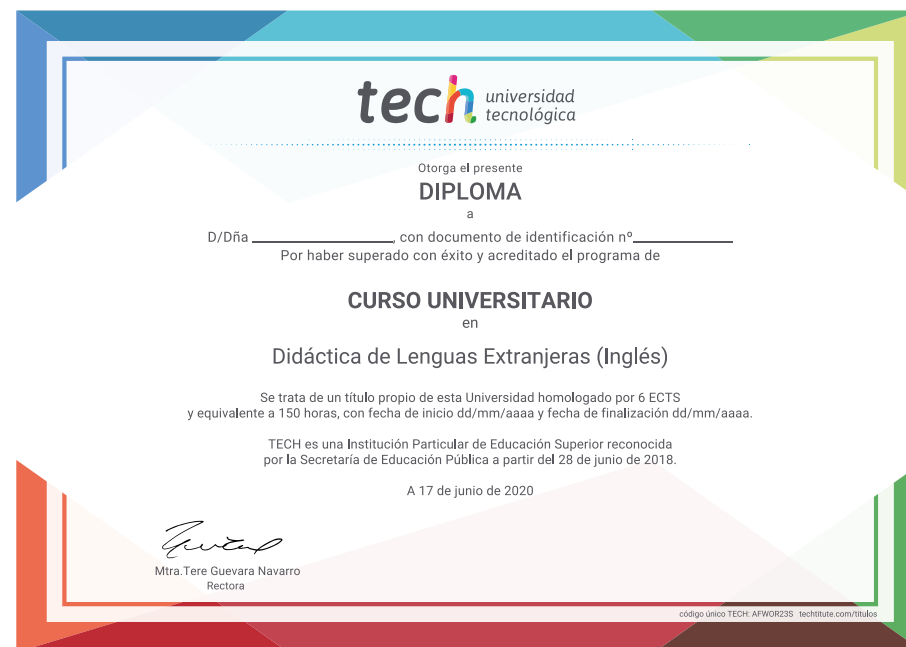 tech universidad
tecnológica
Otorga el presente
DIPLOMA
a
D/Dña ____________________, con documento de identificación nº______________
Por haber superado con éxito y acreditado el programa de
CURSO UNIVERSITARIO
en
Didáctica de Lenguas Extranjeras (Inglés)
Se trata de un título propio de esta Universidad homologado por 6 ECTS
y equivalente a 150 horas, con fecha de inicio dd/mm/aaaa y fecha de finalización dd/mm/aaaa.
TECH es una Institución Particular de Educación Superior reconocida
por la Secretaría de Educación Pública a partir del 28 de junio de 2018.
A 17 de junio de 2020
Mtra.Tere Guevara Navarro
Rectora
código único TECH: AFWOR23S techtitute.com/titulos